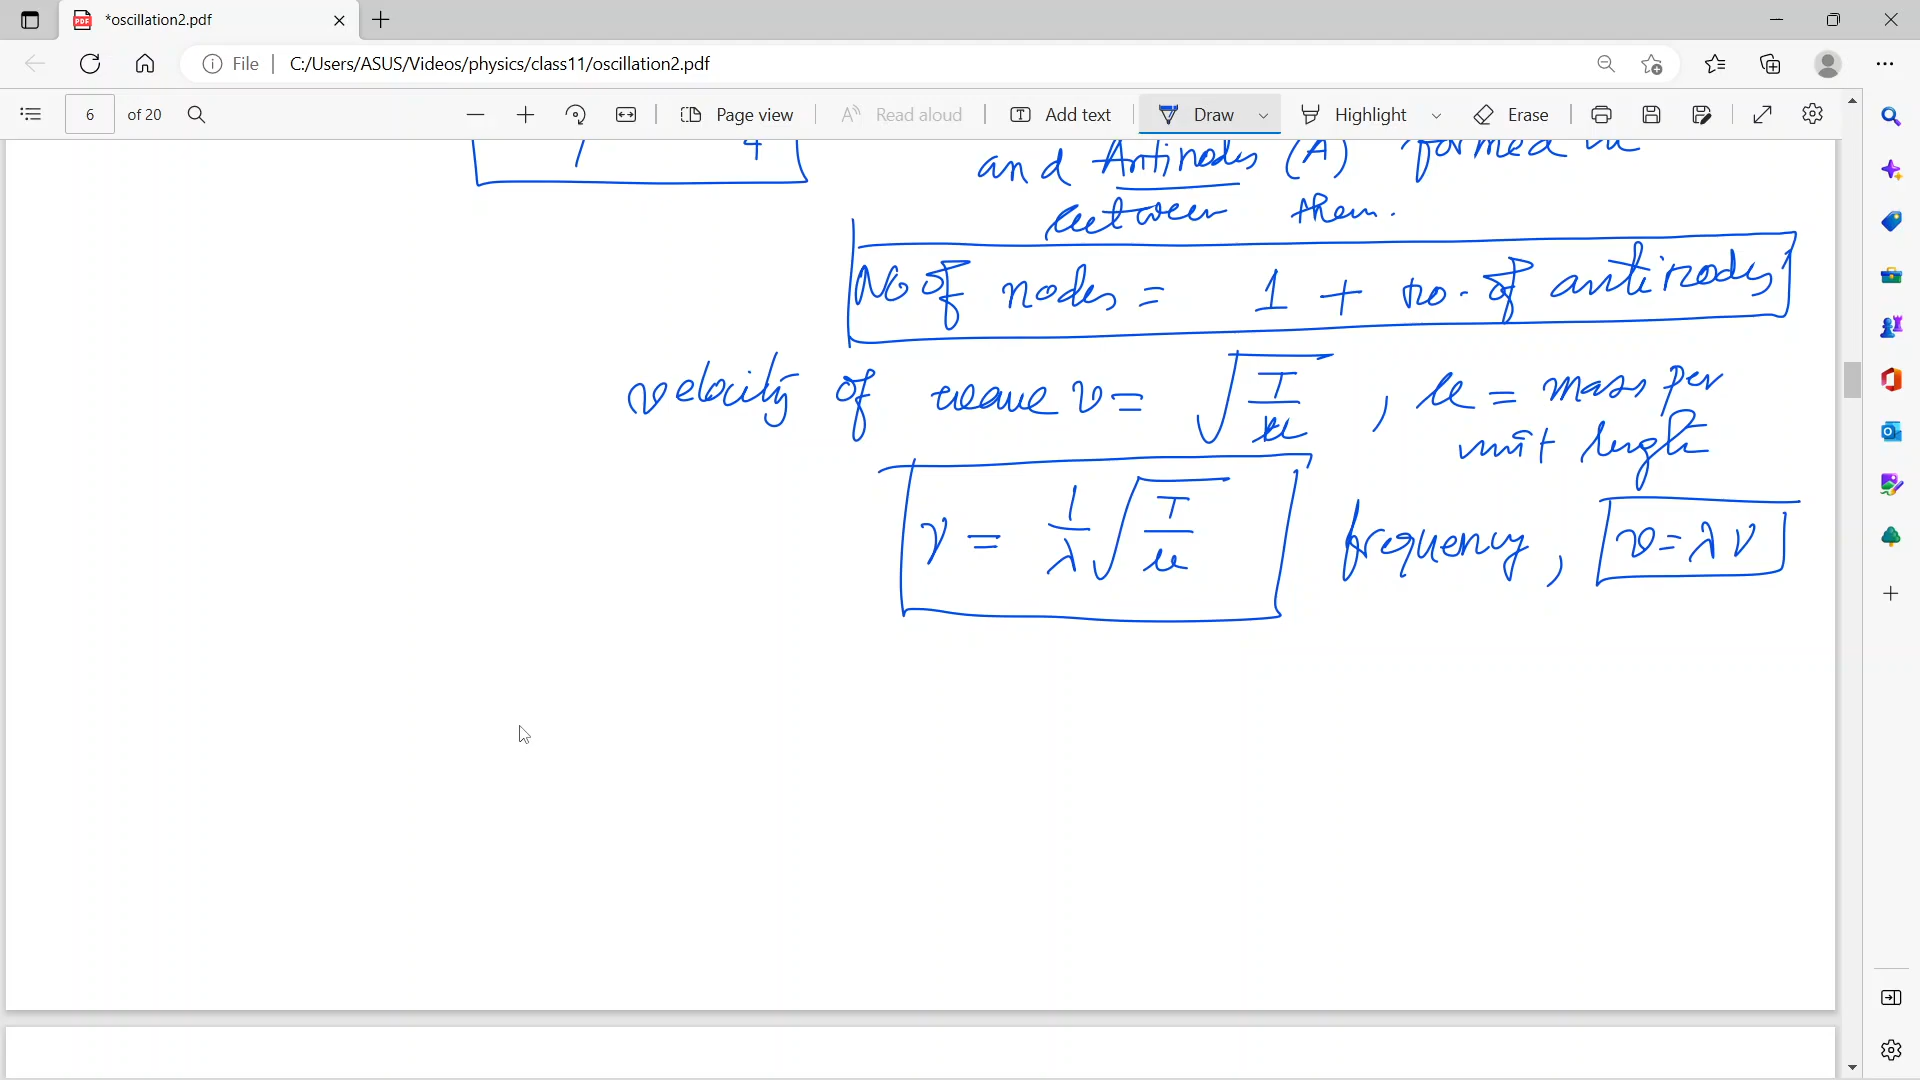 *oscillation2.pdf
File C:/Users/ASUS/Videos/physics/class11/oscillation2.pdf
6 of 20 Page view Read aloud Add text Draw Highlight Erase
and Antinodes (A) formed in
between them.
No of nodes = 1 + no. of antinodes
velocity of wave v = √(T/μ) , μ = mass per
unit length
ν = 1/λ √(T/μ) frequency, v = λν